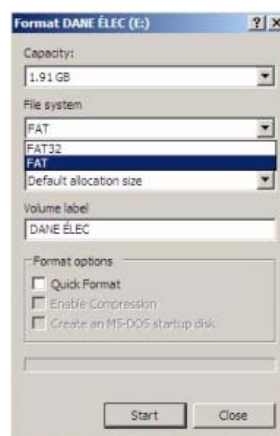 Format DANE ÉLEC (E:)
Capacity:
1.91 GB
File system
FAT
FAT32
FAT
Default allocation size
Volume label
DANE ÉLEC
Format options
Quick Format
Enable Compression
Create an MS-DOS startup disk
Start
Close